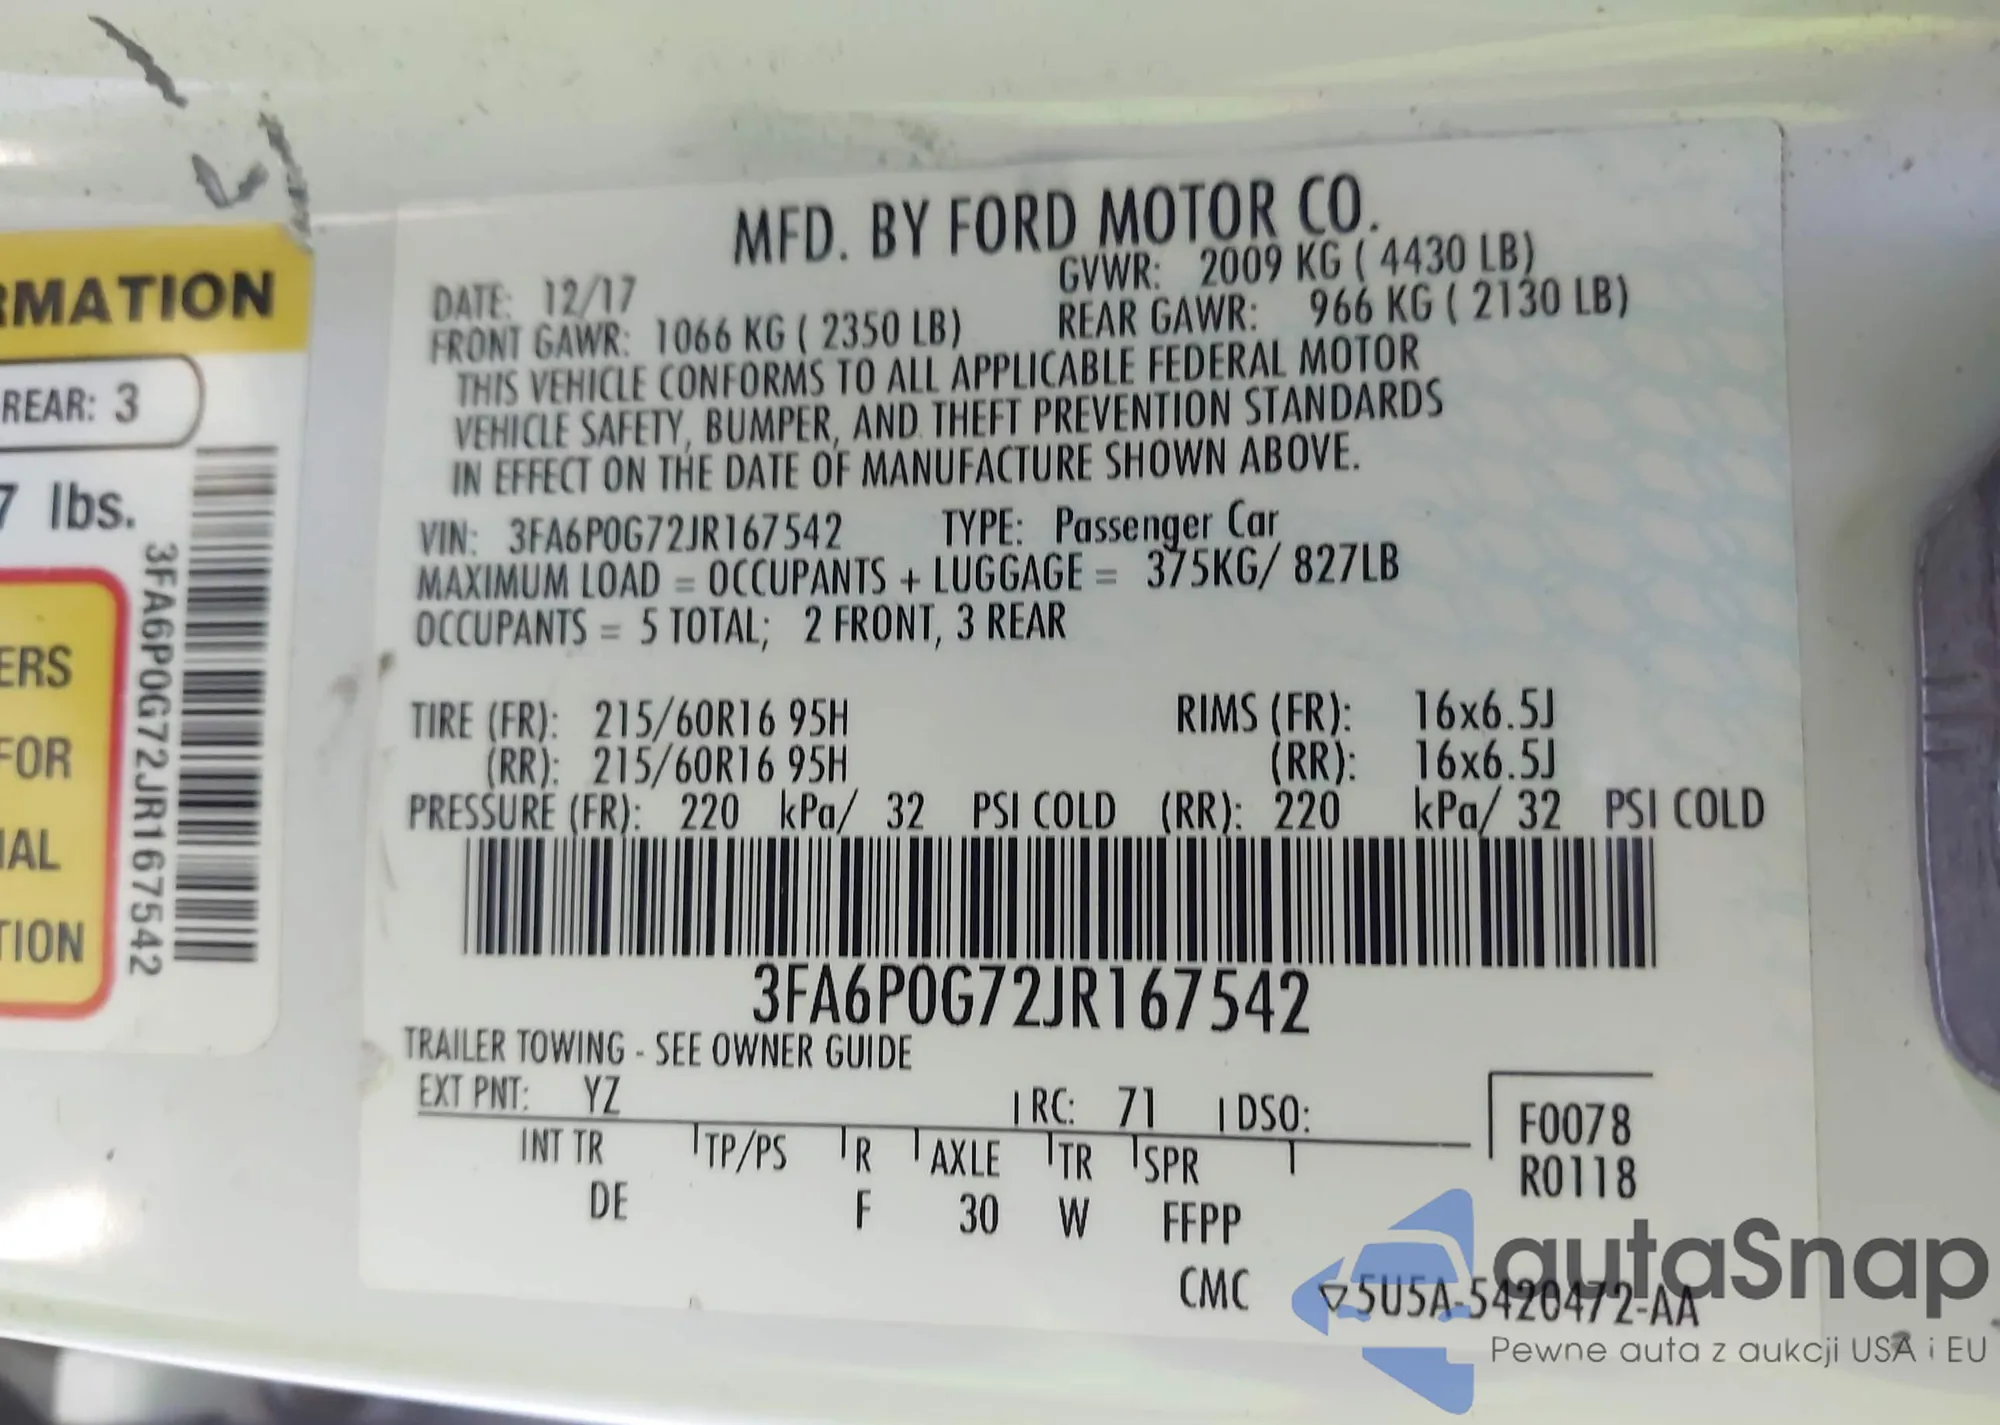 RMATION
REAR: 3
7 lbs.
ERS
FOR
IAL
TION
3FA6P0G72JR167542
MFD. BY FORD MOTOR CO.
DATE: 12/17 GVWR: 2009 KG ( 4430 LB)
FRONT GAWR: 1066 KG ( 2350 LB) REAR GAWR: 966 KG ( 2130 LB)
THIS VEHICLE CONFORMS TO ALL APPLICABLE FEDERAL MOTOR
VEHICLE SAFETY, BUMPER, AND THEFT PREVENTION STANDARDS
IN EFFECT ON THE DATE OF MANUFACTURE SHOWN ABOVE.
VIN: 3FA6P0G72JR167542 TYPE: Passenger Car
MAXIMUM LOAD = OCCUPANTS + LUGGAGE = 375KG/ 827LB
OCCUPANTS = 5 TOTAL; 2 FRONT, 3 REAR
TIRE (FR): 215/60R16 95H RIMS (FR): 16x6.5J
(RR): 215/60R16 95H (RR): 16x6.5J
PRESSURE (FR): 220 kPa/ 32 PSI COLD (RR): 220 kPa/ 32 PSI COLD
3FA6P0G72JR167542
TRAILER TOWING - SEE OWNER GUIDE
EXT PNT: YZ RC: 71 DSO:
F0078
R0118
INT TR TP/PS R AXLE TR SPR
DE F 30 W FFPP
CMC 5U5A-5420472-AA
autaSnap
Pewne auta z aukcji USA i EU